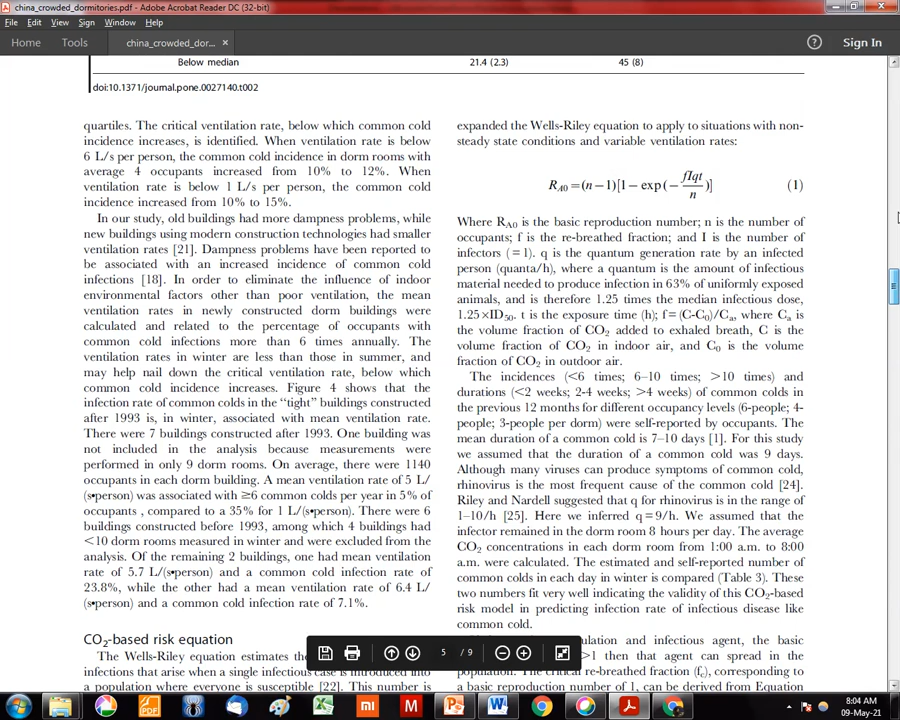 china_crowded_dormitories.pdf - Adobe Acrobat Reader DC (32-bit)
File Edit View Sign Window Help
Home Tools china_crowded_dor... × Sign In
Below median 21.4 (2.3) 45 (8)
doi:10.1371/journal.pone.0027140.t002
quartiles. The critical ventilation rate, below which common cold
incidence increases, is identified. When ventilation rate is below
6 L/s per person, the common cold incidence in dorm rooms with
average 4 occupants increased from 10% to 12%. When
ventilation rate is below 1 L/s per person, the common cold
incidence increased from 10% to 15%.
In our study, old buildings had more dampness problems, while
new buildings using modern construction technologies had smaller
ventilation rates [21]. Dampness problems have been reported to
be associated with an increased incidence of common cold
infections [18]. In order to eliminate the influence of indoor
environmental factors other than poor ventilation, the mean
ventilation rates in newly constructed dorm buildings were
calculated and related to the percentage of occupants with
common cold infections more than 6 times annually. The
ventilation rates in winter are less than those in summer, and
may help nail down the critical ventilation rate, below which
common cold incidence increases. Figure 4 shows that the
infection rate of common colds in the “tight” buildings constructed
after 1993 is, in winter, associated with mean ventilation rate.
There were 7 buildings constructed after 1993. One building was
not included in the analysis because measurements were
performed in only 9 dorm rooms. On average, there were 1140
occupants in each dorm building. A mean ventilation rate of 5 L/
(s•person) was associated with ≥6 common colds per year in 5% of
occupants , compared to a 35% for 1 L/(s•person). There were 6
buildings constructed before 1993, among which 4 buildings had
<10 dorm rooms measured in winter and were excluded from the
analysis. Of the remaining 2 buildings, one had mean ventilation
rate of 5.7 L/(s•person) and a common cold infection rate of
23.8%, while the other had a mean ventilation rate of 6.4 L/
(s•person) and a common cold infection rate of 7.1%.
CO2-based risk equation
The Wells-Riley equation estimates the
infections that arise when a single infectious case is introduced into
a population where everyone is susceptible [22]. This number is
expanded the Wells-Riley equation to apply to situations with non-
steady state conditions and variable ventilation rates:
R_A0=(n−1)[1−exp(−fIqt/n)] (1)
Where RA0 is the basic reproduction number; n is the number of
occupants; f is the re-breathed fraction; and I is the number of
infectors (=1). q is the quantum generation rate by an infected
person (quanta/h), where a quantum is the amount of infectious
material needed to produce infection in 63% of uniformly exposed
animals, and is therefore 1.25 times the median infectious dose,
1.25×ID50. t is the exposure time (h); f=(C-C0)/Ca, where Ca is
the volume fraction of CO2 added to exhaled breath, C is the
volume fraction of CO2 in indoor air, and C0 is the volume
fraction of CO2 in outdoor air.
The incidences (<6 times; 6–10 times; >10 times) and
durations (<2 weeks; 2-4 weeks; >4 weeks) of common colds in
the previous 12 months for different occupancy levels (6-people; 4-
people; 3-people per dorm) were self-reported by occupants. The
mean duration of a common cold is 7–10 days [1]. For this study
we assumed that the duration of a common cold was 9 days.
Although many viruses can produce symptoms of common cold,
rhinovirus is the most frequent cause of the common cold [24].
Riley and Nardell suggested that q for rhinovirus is in the range of
1–10/h [25]. Here we inferred q=9/h. We assumed that the
infector remained in the dorm room 8 hours per day. The average
CO2 concentrations in each dorm room from 1:00 a.m. to 8:00
a.m. were calculated. The estimated and self-reported number of
common colds in each day in winter is compared (Table 3). These
two numbers fit very well indicating the validity of this CO2-based
risk model in predicting infection rate of infectious disease like
common cold.
ulation and infectious agent, the basic
>1 then that agent can spread in the
population. The critical re-breathed fraction (fc), corresponding to
a basic reproduction number of 1, can be derived from Equation
5 / 9
8:04 AM
09-May-21